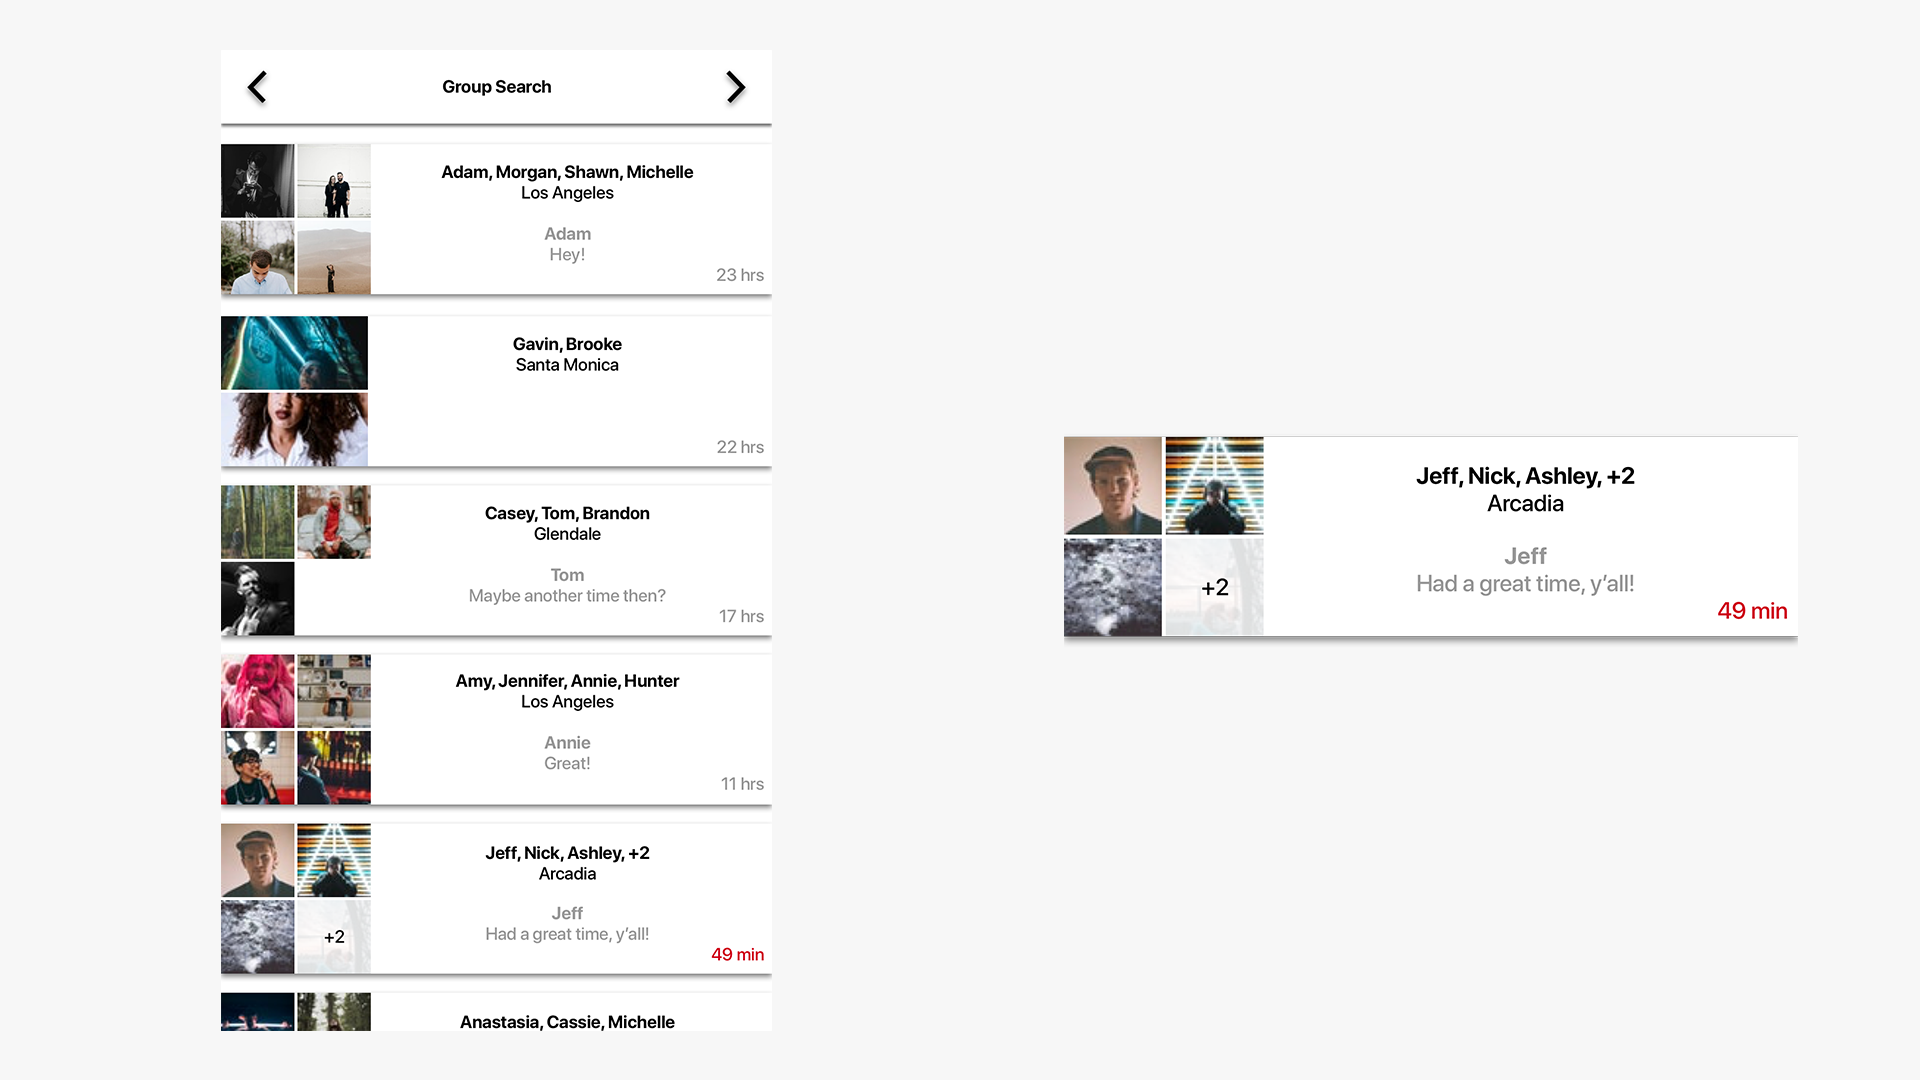 Group Search
Adam, Morgan, Shawn, Michelle
Los Angeles
Adam
Hey!
23 hrs
Gavin, Brooke
Santa Monica
22 hrs
Casey, Tom, Brandon
Glendale
Tom
Maybe another time then?
17 hrs
Amy, Jennifer, Annie, Hunter
Los Angeles
Annie
Great!
11 hrs
Jeff, Nick, Ashley, +2
Arcadia
Jeff
+2
Had a great time, y’all!
49 min
Anastasia, Cassie, Michelle
Jeff, Nick, Ashley, +2
Arcadia
Jeff
+2
Had a great time, y’all!
49 min